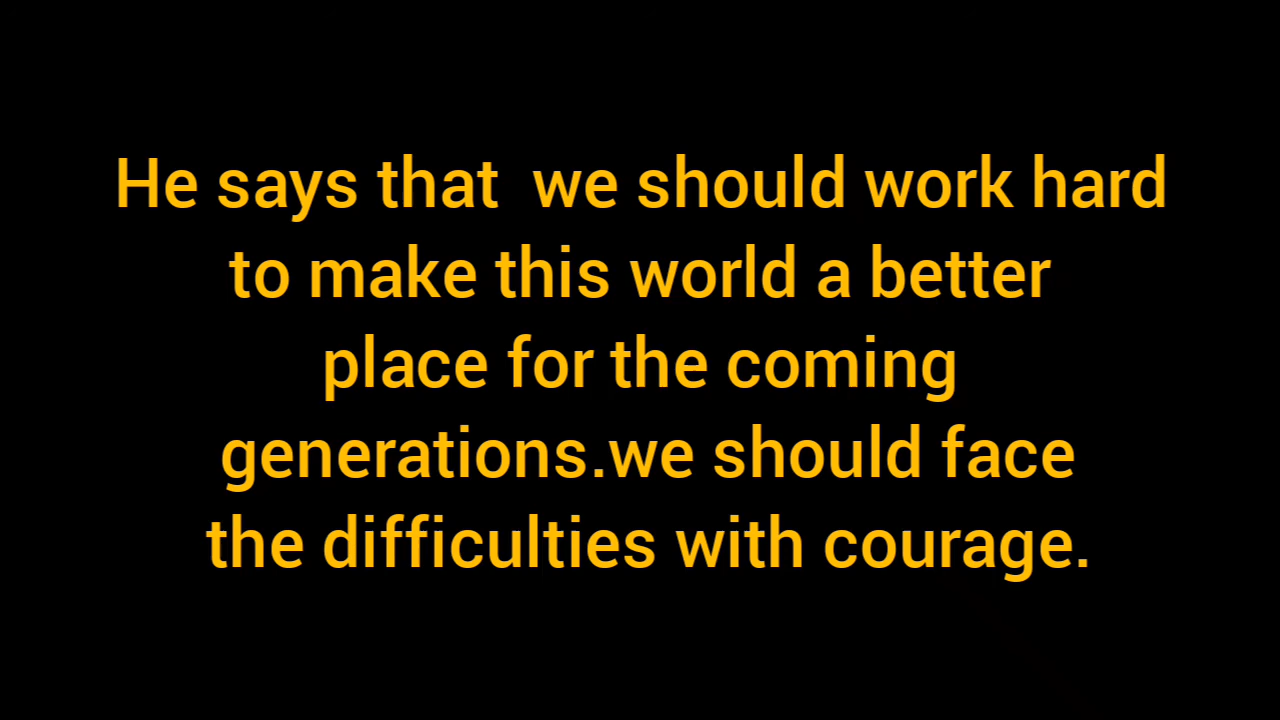 He says that  we should work hard
to make this world a better
place for the coming
generations.we should face
the difficulties with courage.